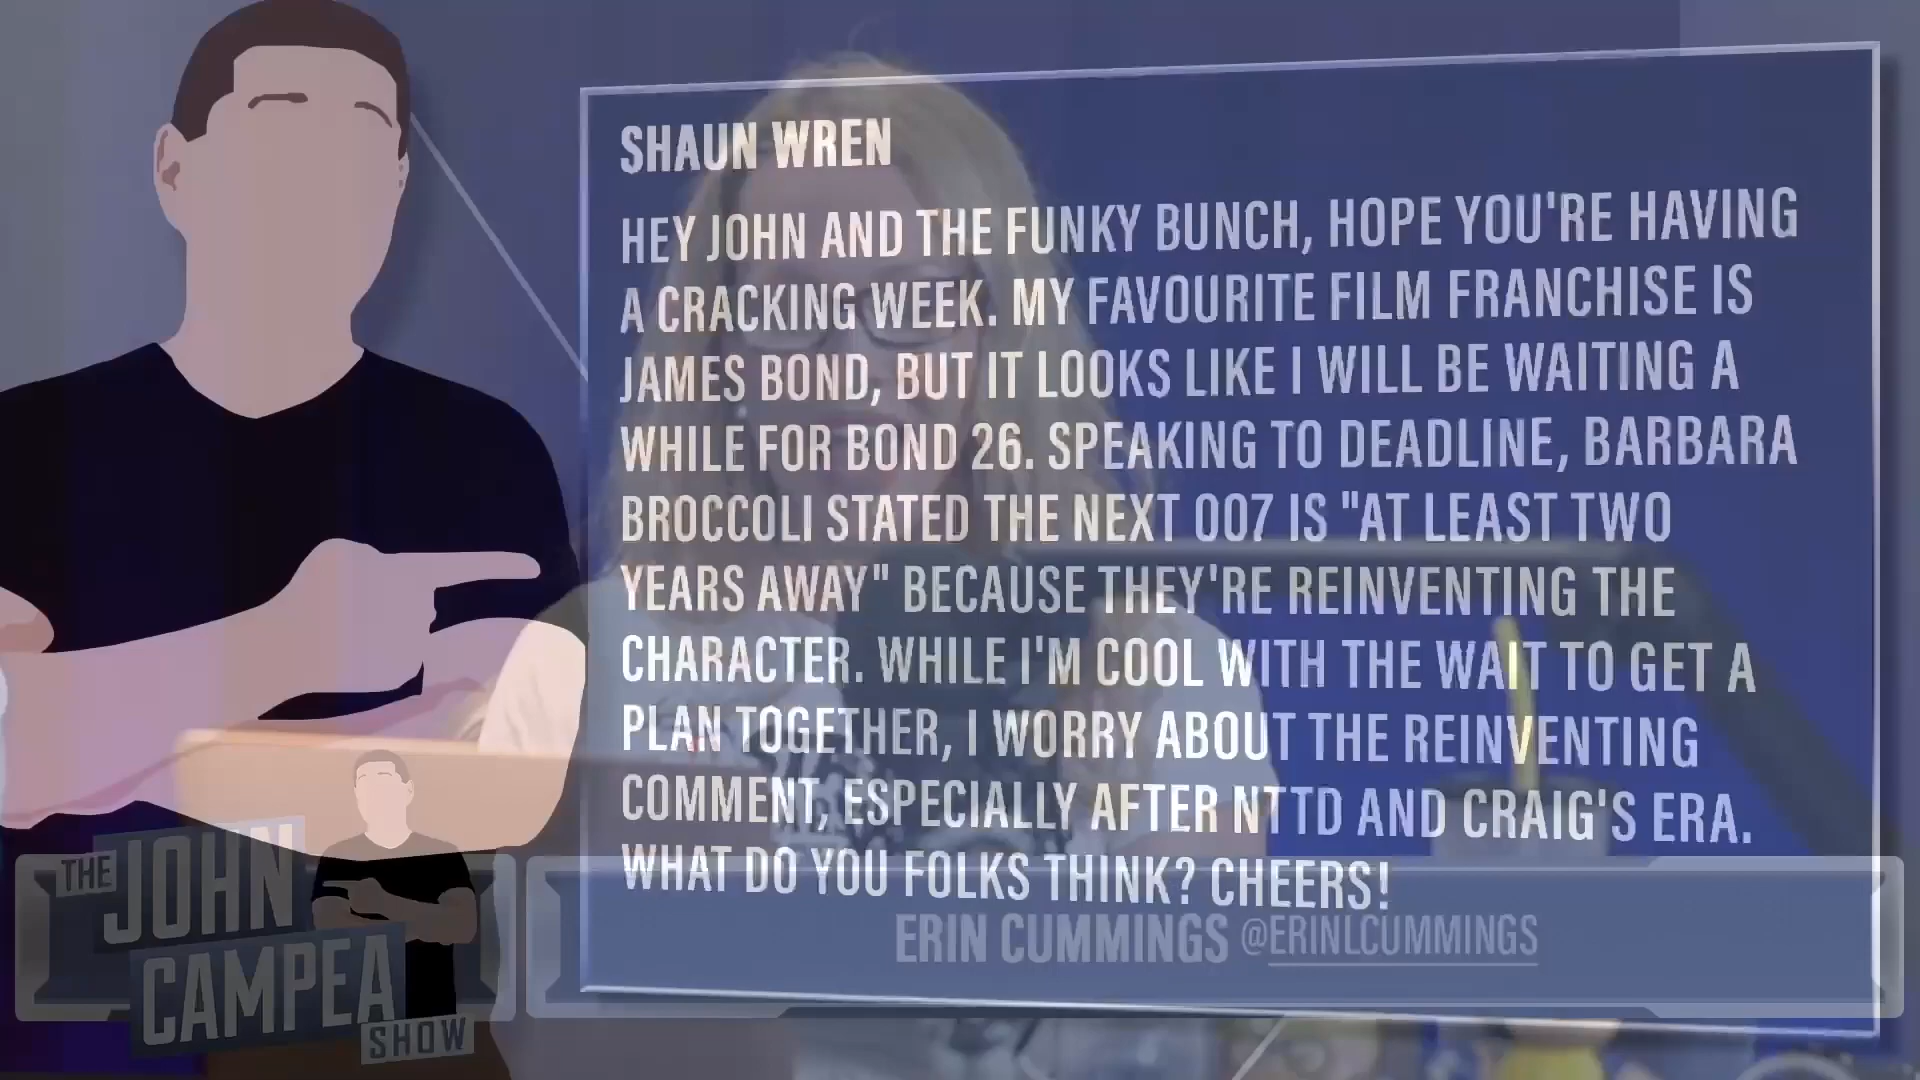 SHAUN WREN
HEY JOHN AND THE FUNKY BUNCH, HOPE YOU'RE HAVING
A CRACKING WEEK. MY FAVOURITE FILM FRANCHISE IS
JAMES BOND, BUT IT LOOKS LIKE I WILL BE WAITING A
WHILE FOR BOND 26. SPEAKING TO DEADLINE, BARBARA
BROCCOLI STATED THE NEXT 007 IS "AT LEAST TWO
YEARS AWAY" BECAUSE THEY'RE REINVENTING THE
CHARACTER. WHILE I'M COOL WITH THE WAIT TO GET A
PLAN TOGETHER, I WORRY ABOUT THE REINVENTING
COMMENT, ESPECIALLY AFTER NTTD AND CRAIG'S ERA.
WHAT DO YOU FOLKS THINK? CHEERS!
ERIN CUMMINGS @ERINLCUMMINGS
THE
JOHN
CAMPEA
SHOW